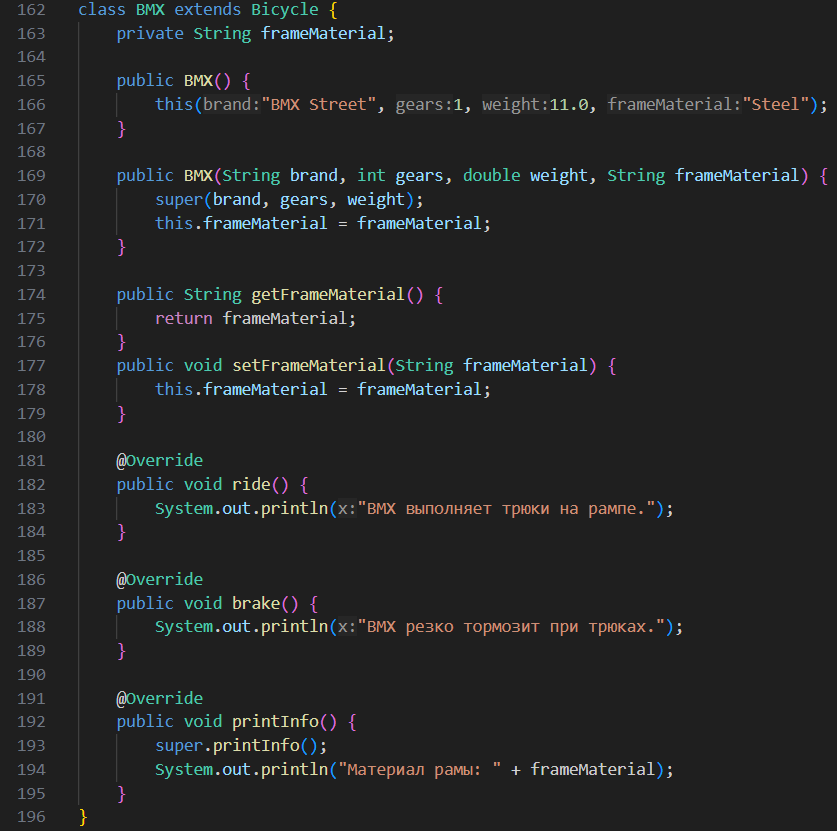 162 class BMX extends Bicycle {
163     private String frameMaterial;
164
165     public BMX() {
166         this(brand:"BMX Street", gears:1, weight:11.0, frameMaterial:"Steel");
167     }
168
169     public BMX(String brand, int gears, double weight, String frameMaterial) {
170         super(brand, gears, weight);
171         this.frameMaterial = frameMaterial;
172     }
173
174     public String getFrameMaterial() {
175         return frameMaterial;
176     }
177     public void setFrameMaterial(String frameMaterial) {
178         this.frameMaterial = frameMaterial;
179     }
180
181     @Override
182     public void ride() {
183         System.out.println(x:"BMX выполняет трюки на рампе.");
184     }
185
186     @Override
187     public void brake() {
188         System.out.println(x:"BMX резко тормозит при трюках.");
189     }
190
191     @Override
192     public void printInfo() {
193         super.printInfo();
194         System.out.println("Материал рамы: " + frameMaterial);
195     }
196 }